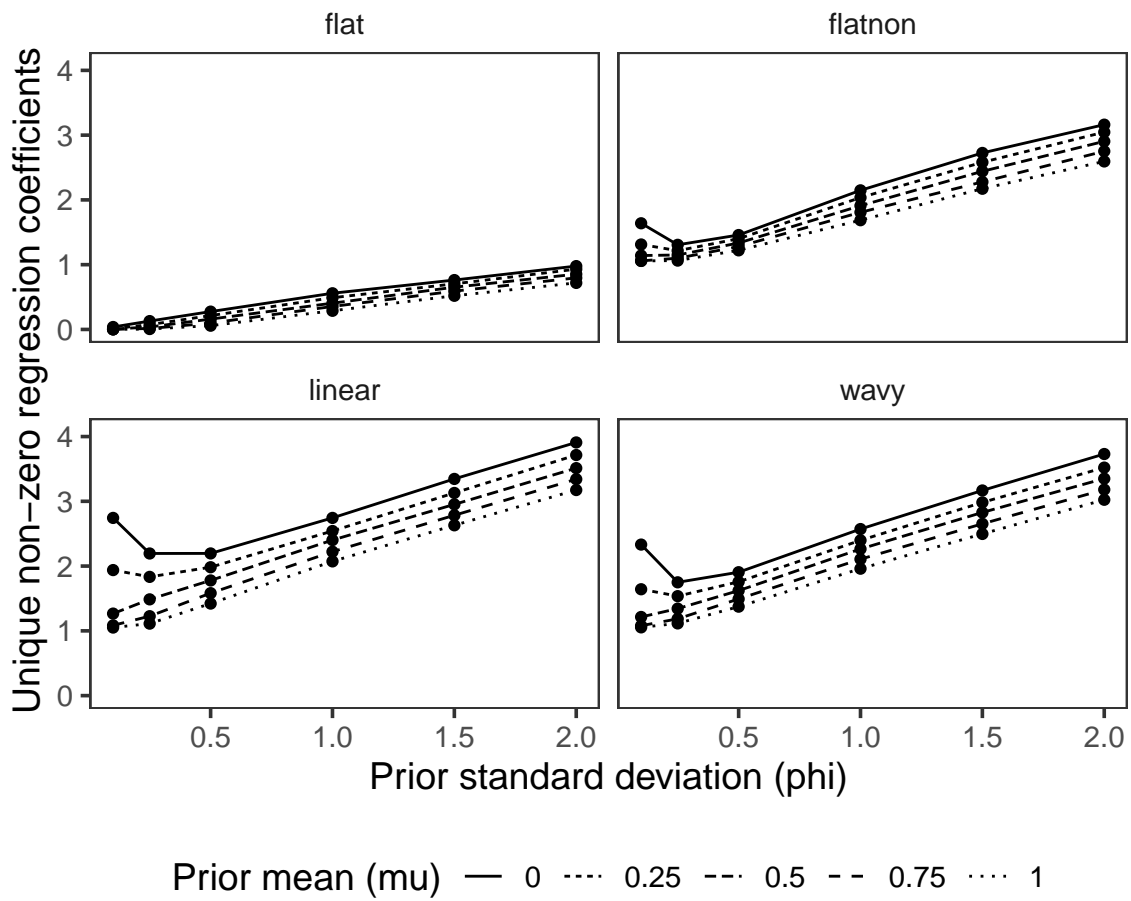 flat
flatnon
4
3
2
1
0
linear
wavy
4
3
2
1
0
0.5 1.0 1.5 2.0
0.5 1.0 1.5 2.0
Unique non−zero regression coefficients
Prior standard deviation (phi)
Prior mean (mu) 0 0.25 0.5 0.75 1